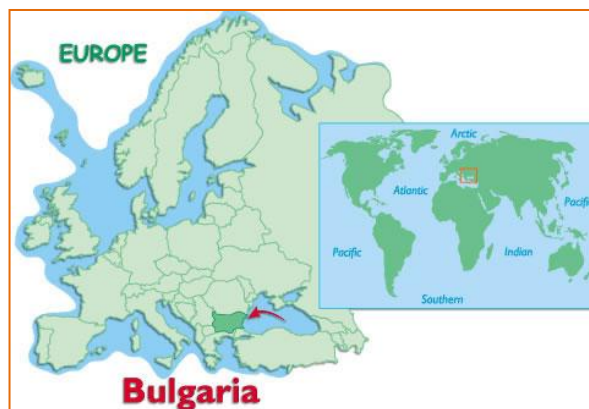 EUROPE
Arctic
Atlantic
Pacific
Pacific
Indian
Southern
Bulgaria